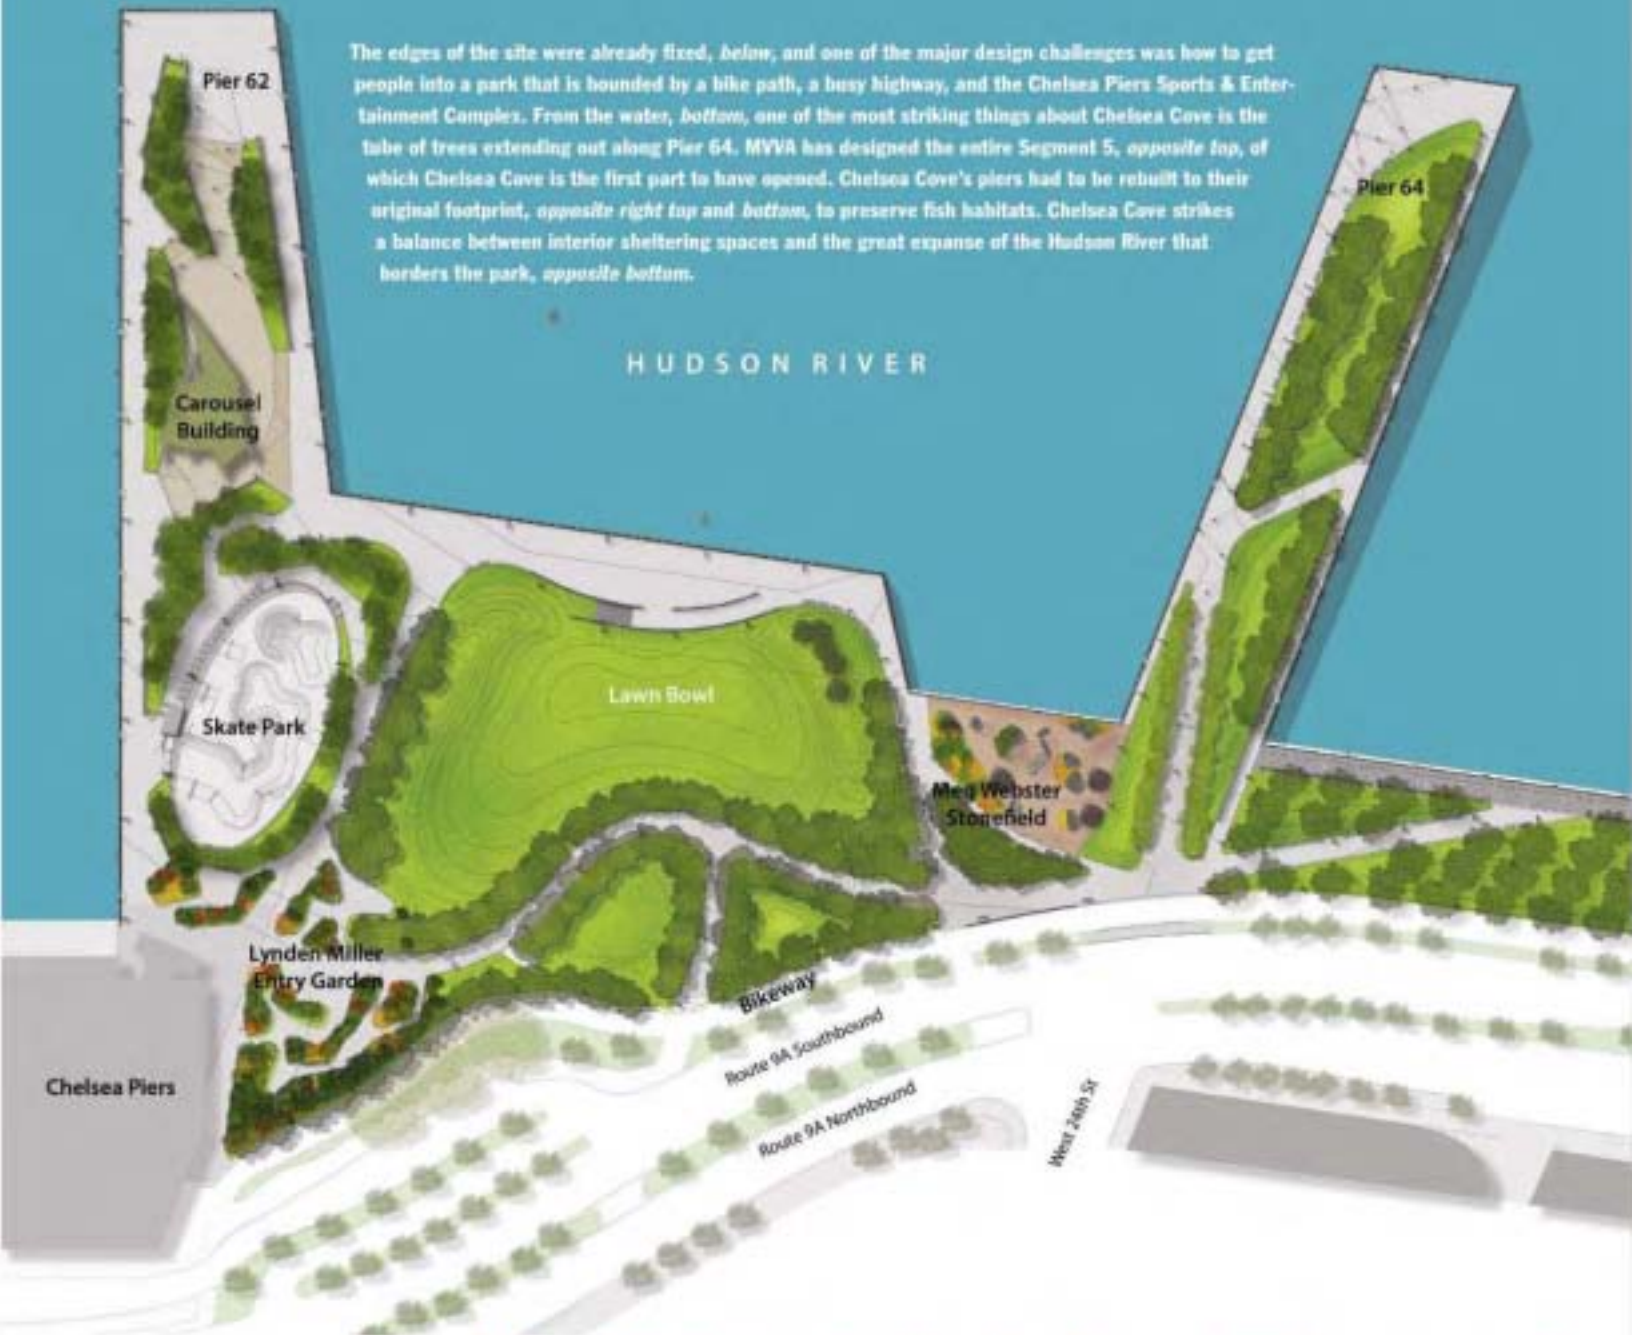 The edges of the site were already fixed, below, and one of the major design challenges was how to get
people into a park that is bounded by a bike path, a busy highway, and the Chelsea Piers Sports & Enter-
tainment Complex. From the water, bottom, one of the most striking things about Chelsea Cove is the
tube of trees extending out along Pier 64. MVVA has designed the entire Segment 5, opposite top, of
which Chelsea Cove is the first part to have opened. Chelsea Cove's piers had to be rebuilt to their
original footprint, opposite right top and bottom, to preserve fish habitats. Chelsea Cove strikes
a balance between interior sheltering spaces and the great expanse of the Hudson River that
borders the park, opposite bottom.
Pier 62
Pier 64
HUDSON RIVER
Carousel
Building
Lawn Bowl
Skate Park
Meg Webster
Stonefield
Lynden Miller
Entry Garden
Bikeway
Route 9A Southbound
Route 9A Northbound
West 24th St
Chelsea Piers